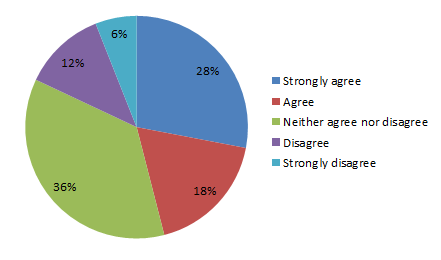 6%
28%
12%
36%
18%
Strongly agree
Agree
Neither agree nor disagree
Disagree
Strongly disagree